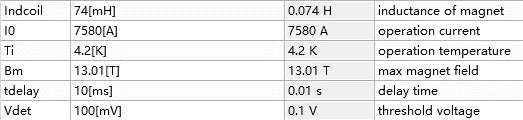 Indcoil 74[mH] 0.074 H inductance of magnet
I0 7580[A] 7580 A operation current
Ti 4.2[K] 4.2 K operation temperature
Bm 13.01[T] 13.01 T max magnet field
tdelay 10[ms] 0.01 s delay time
Vdet 100[mV] 0.1 V threshold voltage